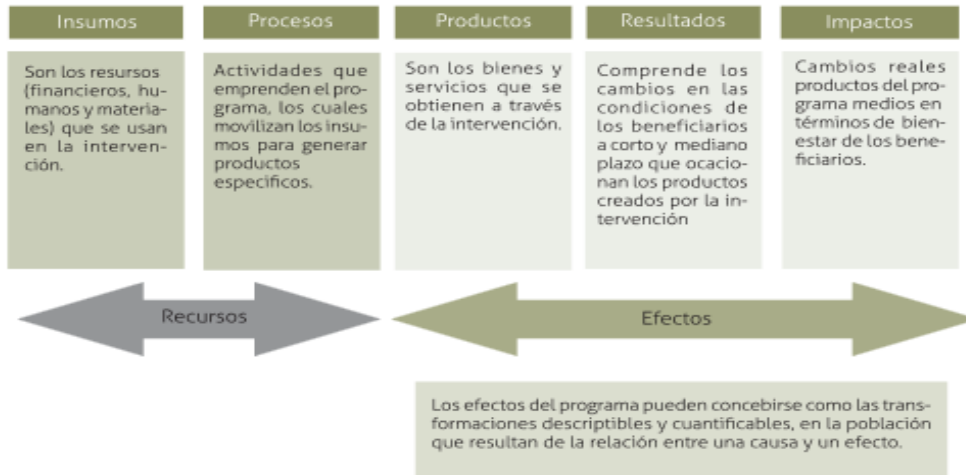 Insumos
Procesos
Productos
Resultados
Impactos
Son los resursos
(financieros, hu-
manos y materia-
les) que se usan
en la interven-
ción.
Actividades que
emprenden el pro-
grama, los cuales
movilizan los insu-
mos para generar
productos
especificos.
Son los bienes y
servicios que se
obtienen a través
de la intervención.
Comprende los
cambios en las
condiciones de
los beneficiarios
a corto y mediano
plazo que ocacio-
nan los productos
creados por la in-
tervención
Cambios reales
productos del pro-
grama medios en
términos de bien-
estar de los bene-
ficiarios.
Recursos
Efectos
Los efectos del programa pueden concebirse como las trans-
formaciones descriptibles y cuantificables, en la población
que resultan de la relación entre una causa y un efecto.